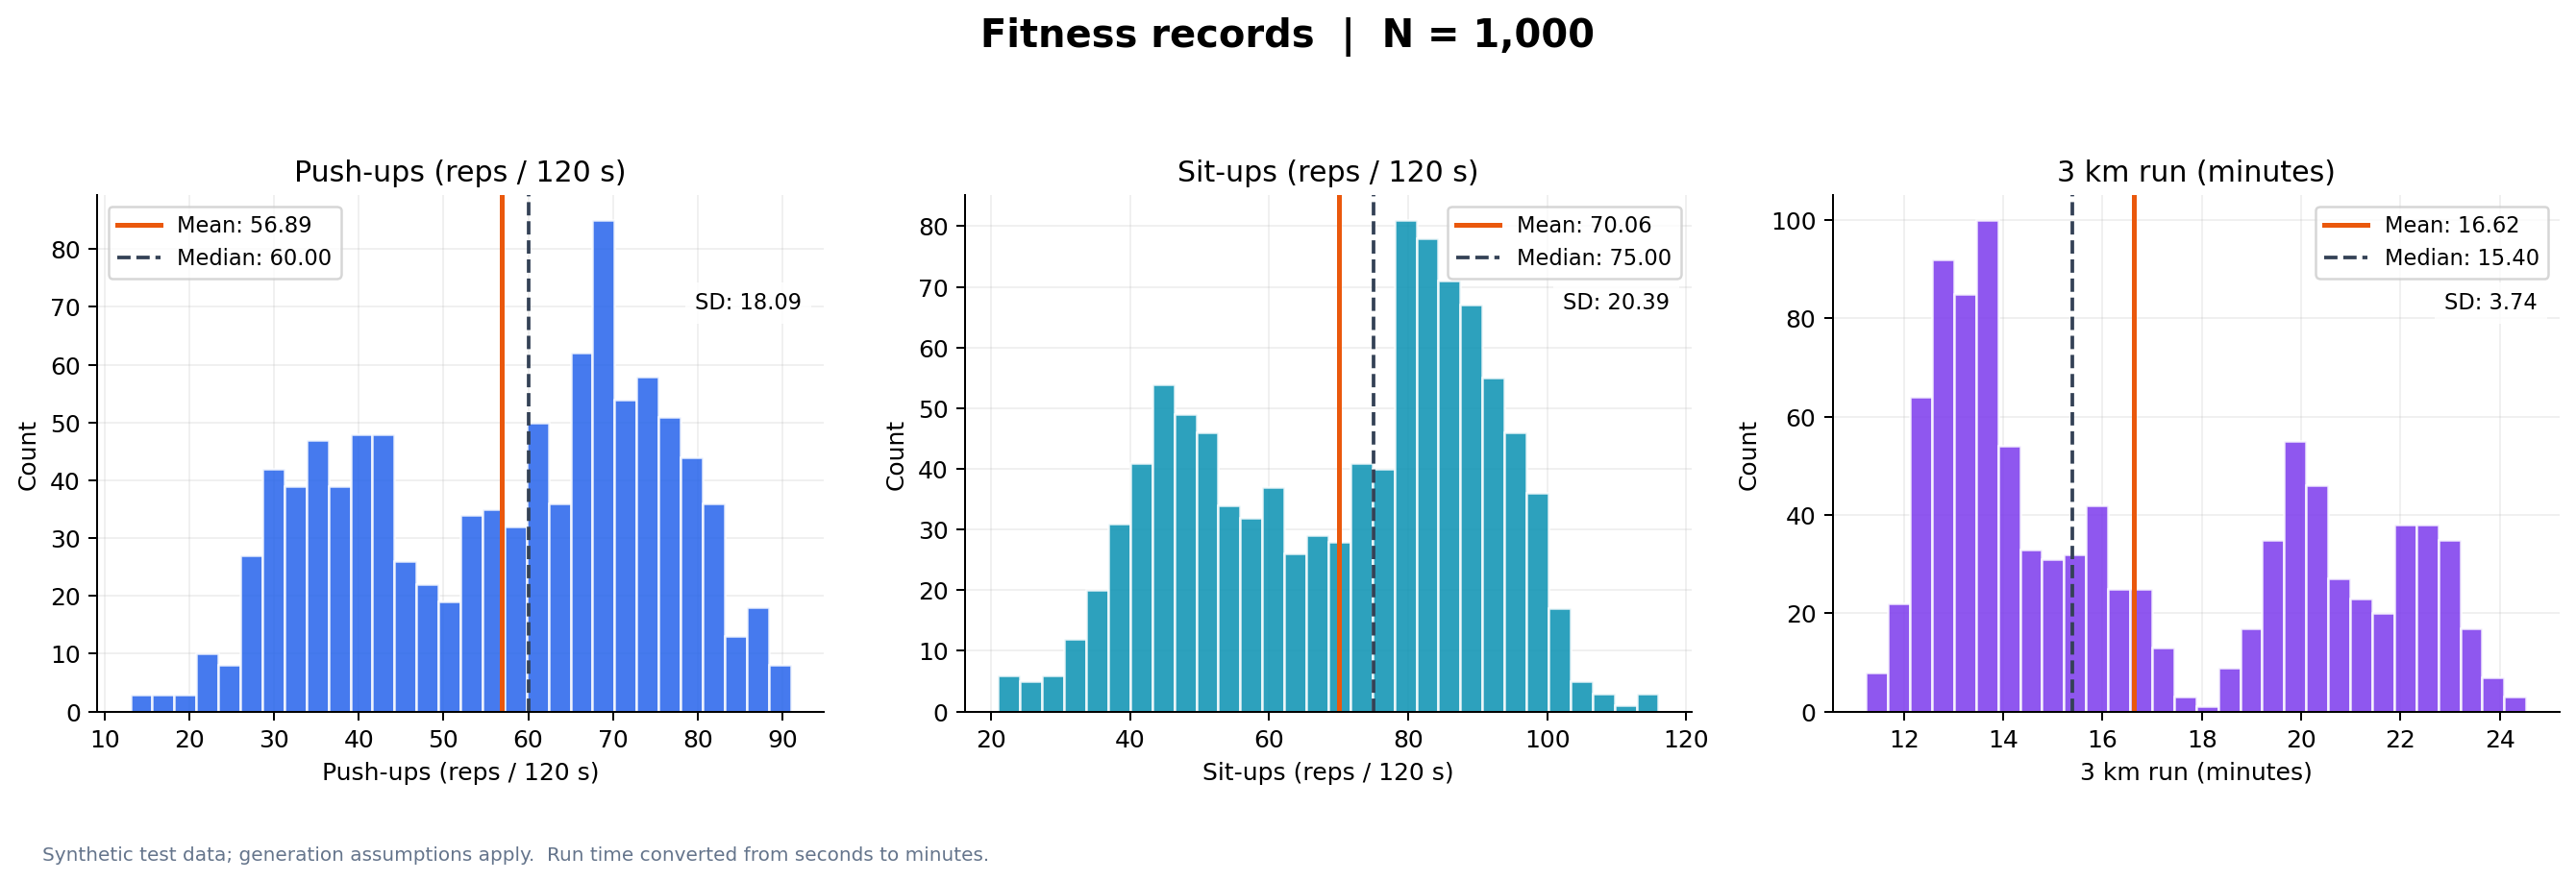 Fitness records | N = 1,000
Push-ups (reps / 120 s)
Mean: 56.89
Median: 60.00
SD: 18.09
Count
80
70
60
50
40
30
20
10
0
10 20 30 40 50 60 70 80 90
Push-ups (reps / 120 s)
Sit-ups (reps / 120 s)
Mean: 70.06
Median: 75.00
SD: 20.39
Count
80
70
60
50
40
30
20
10
0
20 40 60 80 100 120
Sit-ups (reps / 120 s)
3 km run (minutes)
Mean: 16.62
Median: 15.40
SD: 3.74
Count
100
80
60
40
20
0
12 14 16 18 20 22 24
3 km run (minutes)
Synthetic test data; generation assumptions apply. Run time converted from seconds to minutes.